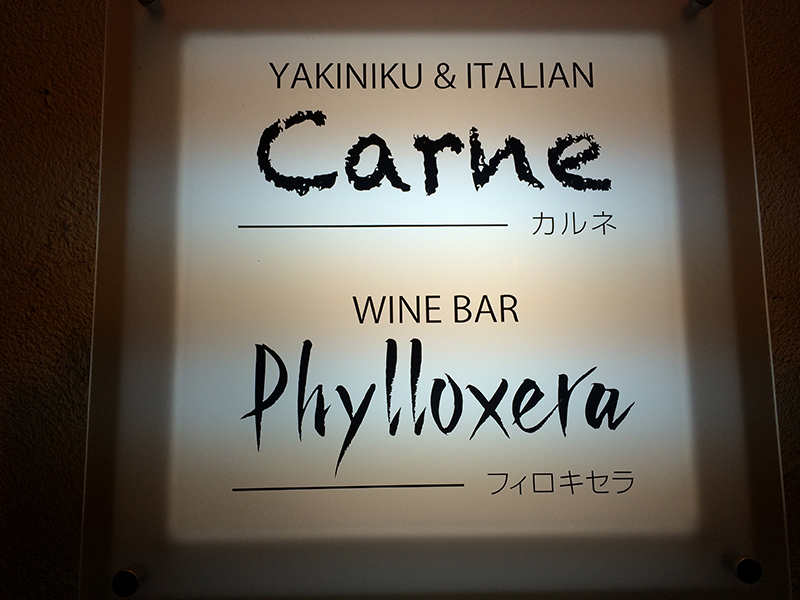 YAKINIKU & ITALIAN
Carne
カルネ
WINE BAR
Phylloxera
フィロキセラ